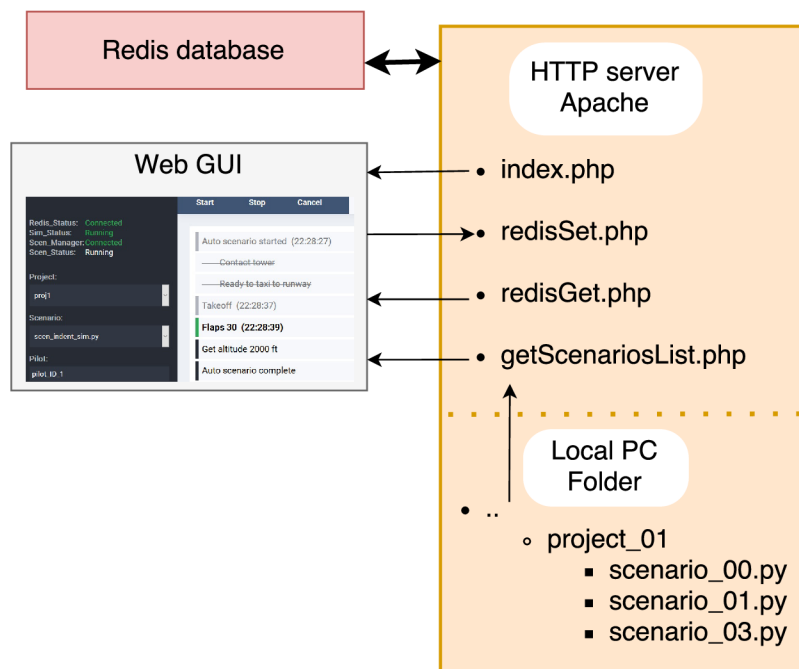 Redis database
HTTP server
Apache
Web GUI
index.php
redisSet.php
redisGet.php
getScenariosList.php
Start Stop Cancel
Redis_Status: Connected
Sim_Status: Running
Scen_Manager:Connected
Scen_Status: Running
Project:
proj1
Scenario:
scen_indent_sim.py
Pilot:
pilot_ID_1
Auto scenario started (22:28:27)
Contact tower
Ready to taxi to runway
Takeoff (22:28:37)
Flaps 30 (22:28:39)
Get altitude 2000 ft
Auto scenario complete
Local PC
Folder
..
project_01
scenario_00.py
scenario_01.py
scenario_03.py